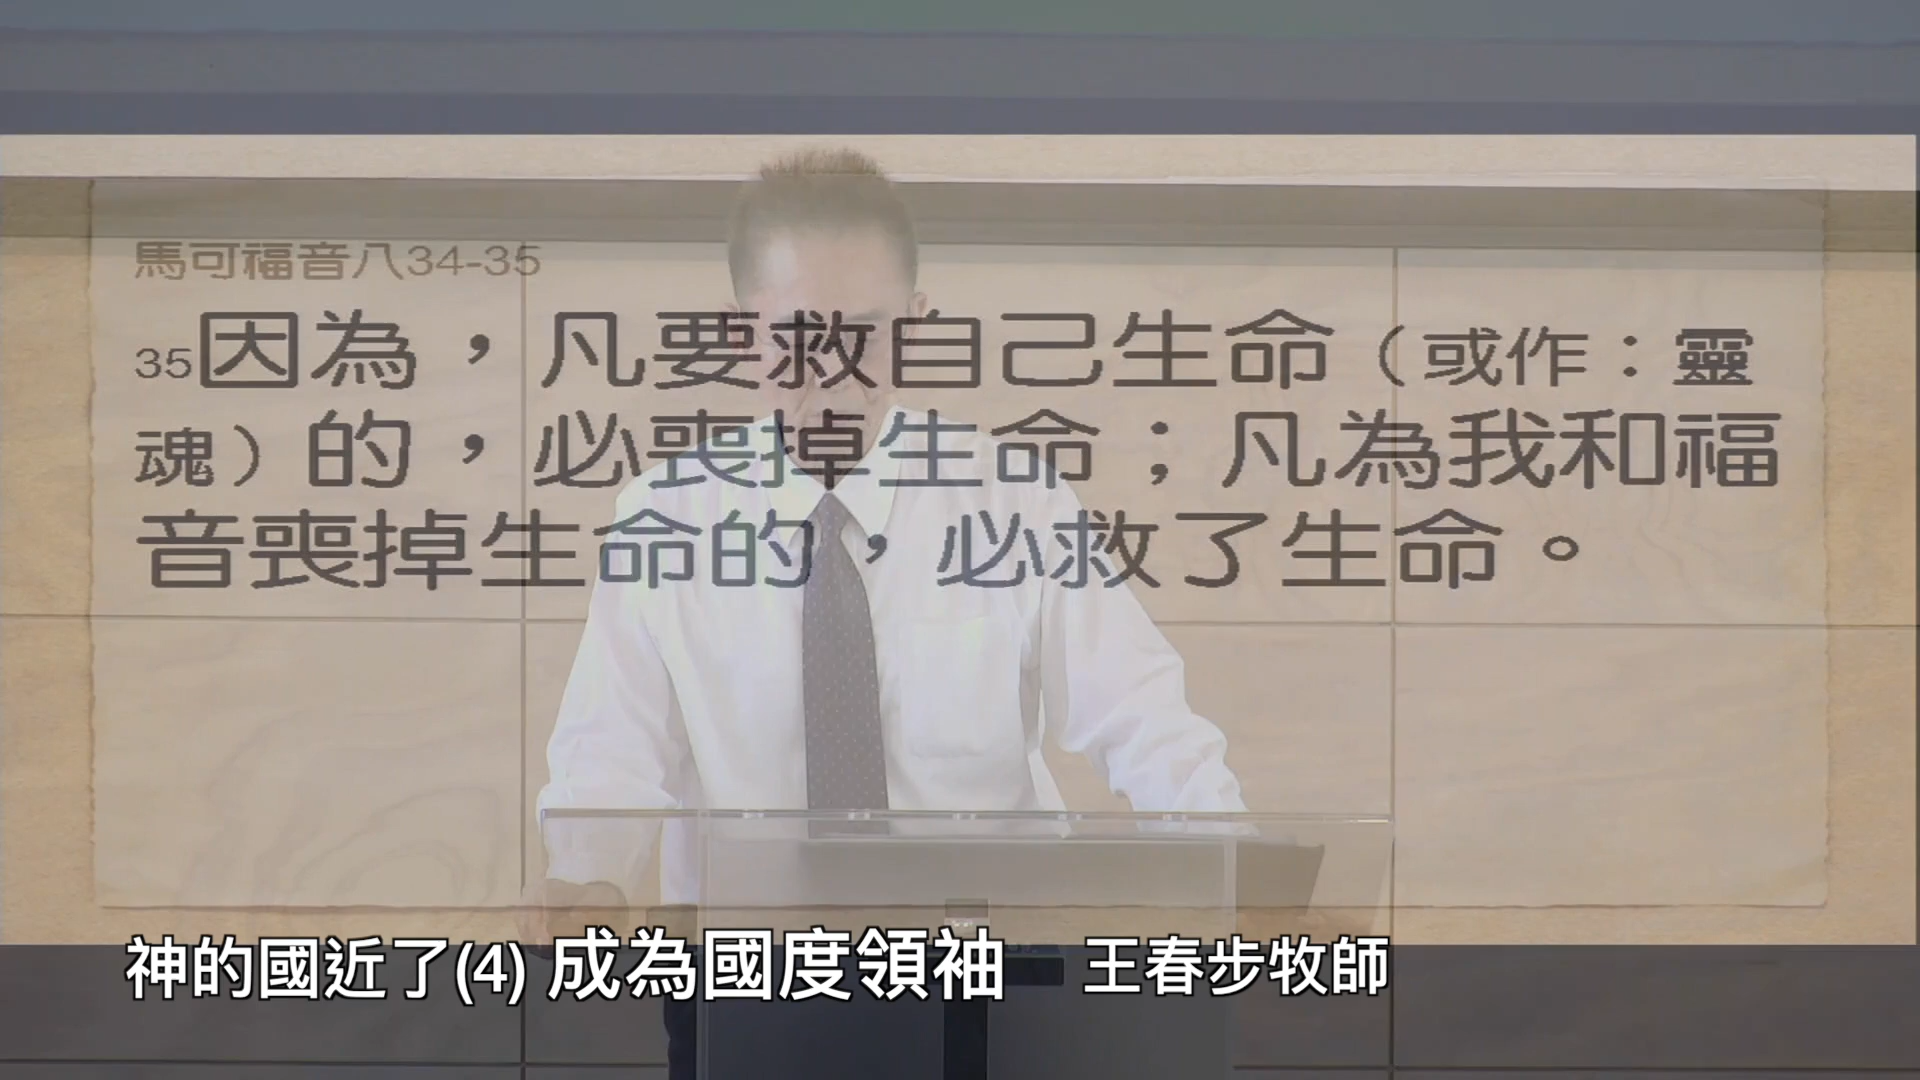 馬可福音八34-35
35因為，凡要救自己生命（或作：靈
魂）的，必喪掉生命；凡為我和福
音喪掉生命的，必救了生命。
神的國近了(4) 成為國度領袖 王春步牧師